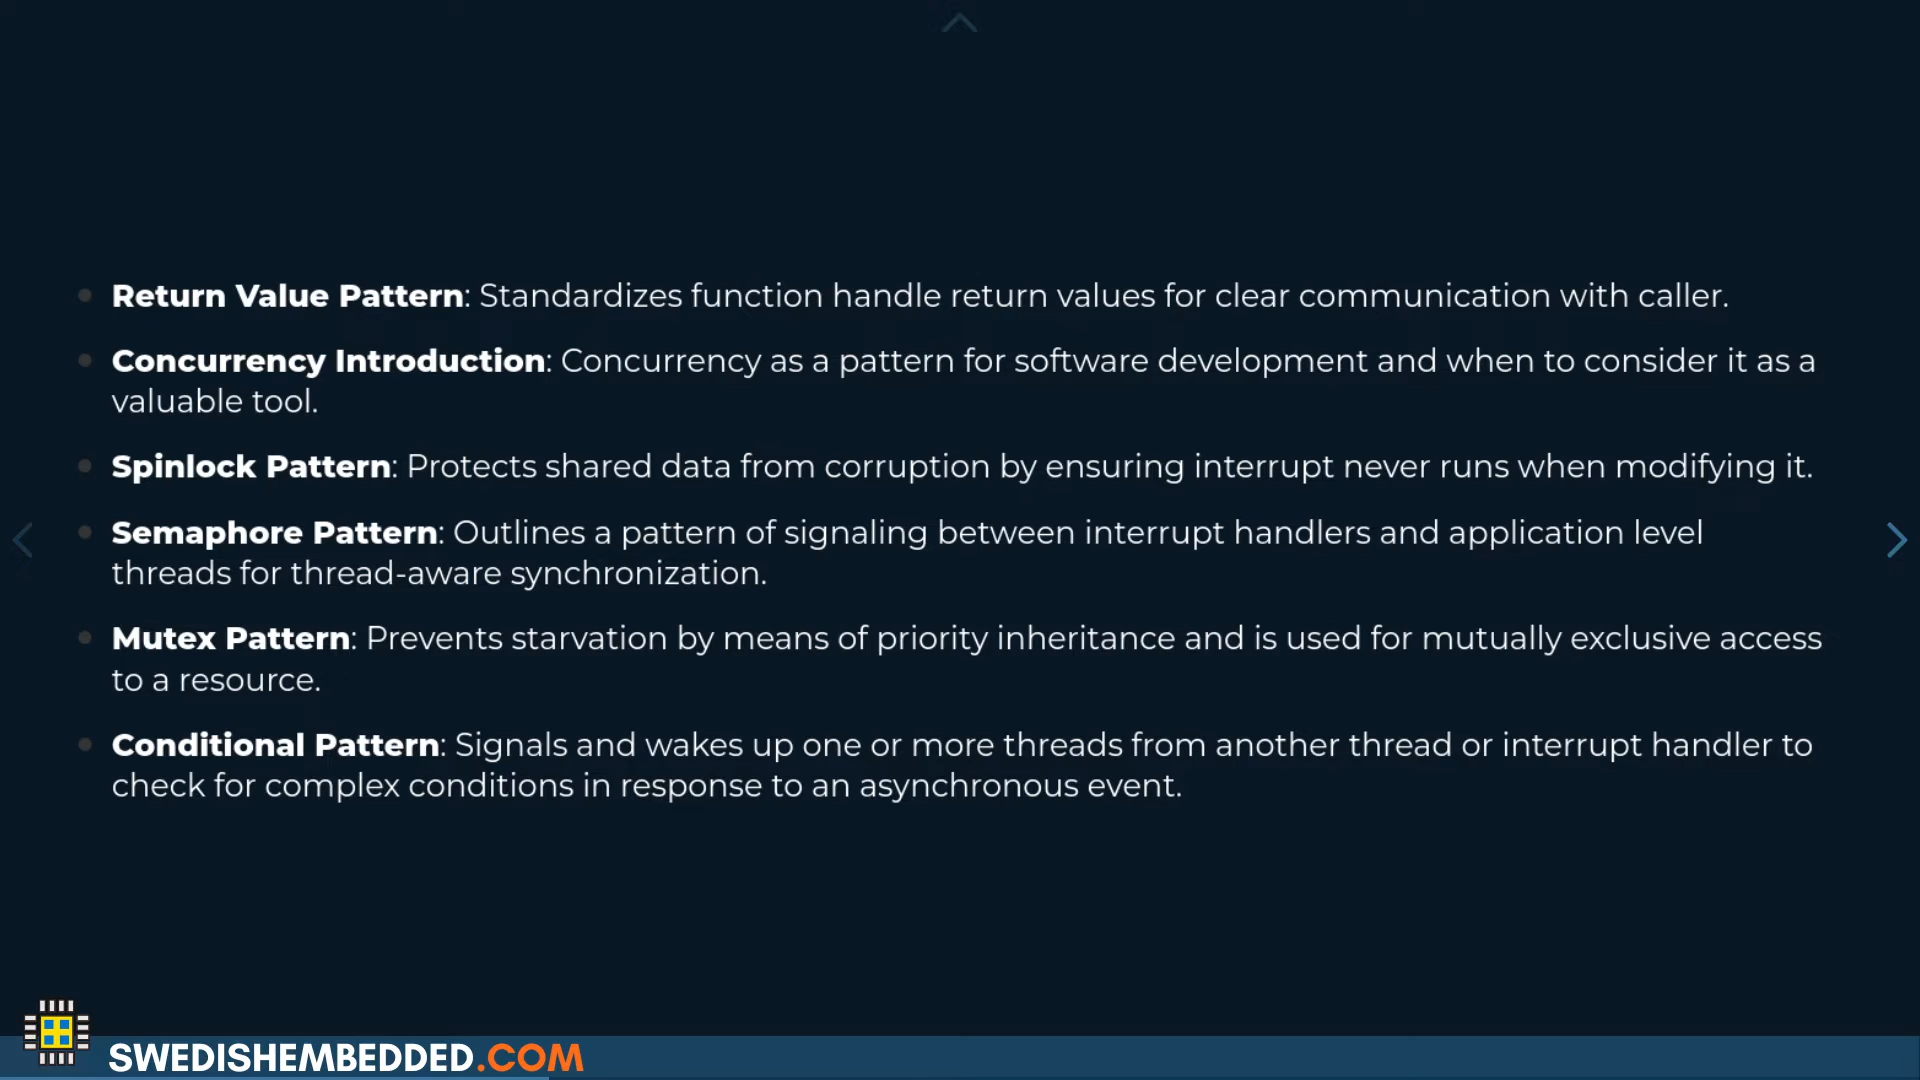 Return Value Pattern: Standardizes function handle return values for clear communication with caller.
Concurrency Introduction: Concurrency as a pattern for software development and when to consider it as a
valuable tool.
Spinlock Pattern: Protects shared data from corruption by ensuring interrupt never runs when modifying it.
Semaphore Pattern: Outlines a pattern of signaling between interrupt handlers and application level
threads for thread-aware synchronization.
Mutex Pattern: Prevents starvation by means of priority inheritance and is used for mutually exclusive access
to a resource.
Conditional Pattern: Signals and wakes up one or more threads from another thread or interrupt handler to
check for complex conditions in response to an asynchronous event.
SWEDISHEMBEDDED.COM